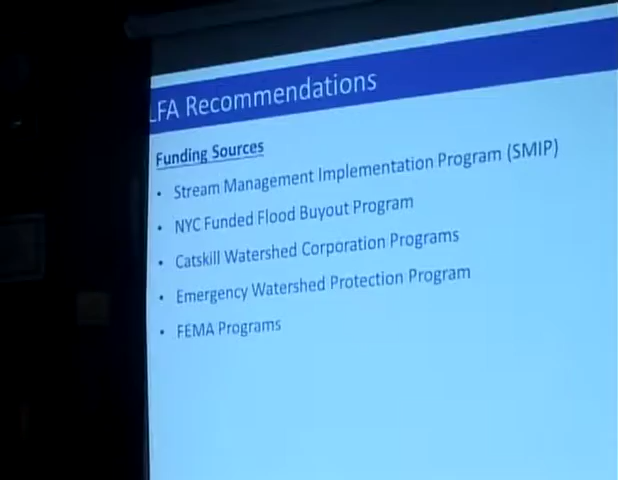 LFA Recommendations
Funding Sources
• Stream Management Implementation Program (SMIP)
• NYC Funded Flood Buyout Program
• Catskill Watershed Corporation Programs
• Emergency Watershed Protection Program
• FEMA Programs